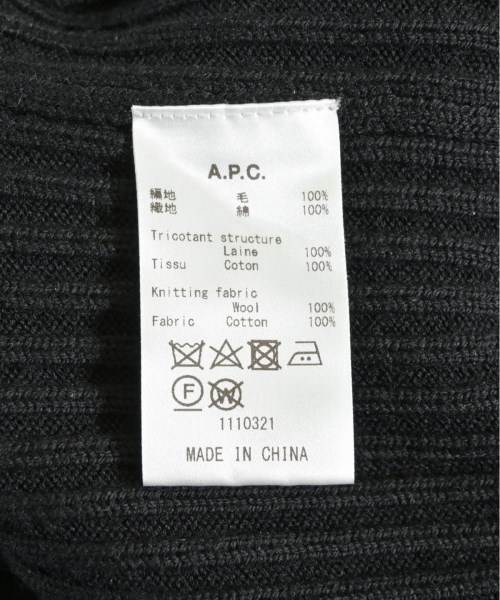 A.P.C.
編地 毛 100%
織地 綿 100%
Tricotant structure
Laine 100%
Tissu Coton 100%
Knitting fabric
Wool 100%
Fabric Cotton 100%
F W
1110321
MADE IN CHINA